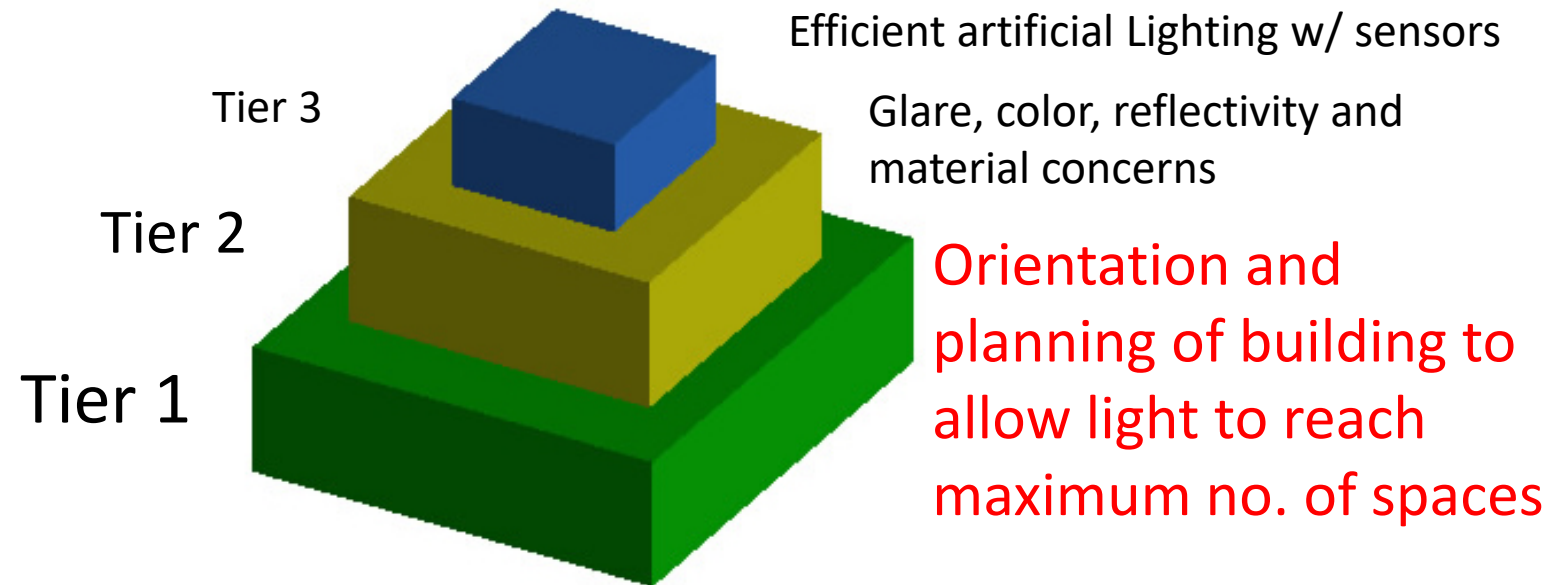 Efficient artificial Lighting w/ sensors
Tier 3
Glare, color, reflectivity and
material concerns
Tier 2
Orientation and
planning of building to
allow light to reach
maximum no. of spaces
Tier 1